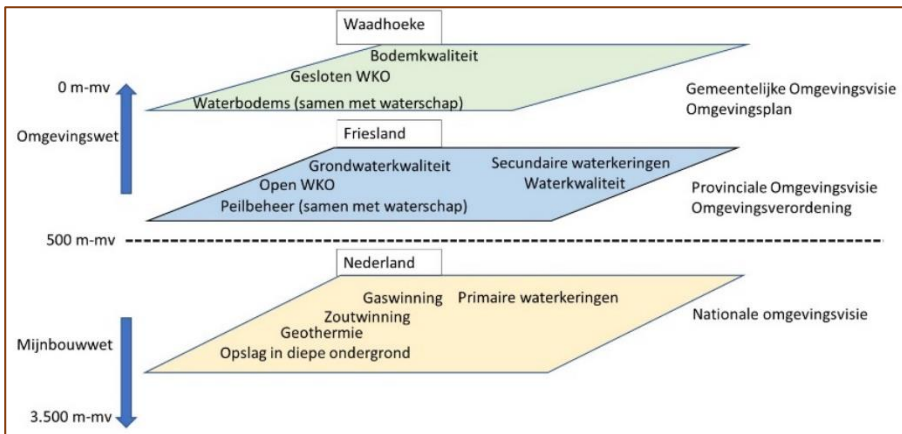 Waadhoeke
Bodemkwaliteit
Gesloten WKO
Waterbodems (samen met waterschap)
0 m-mv
Omgevingswet
Gemeentelijke Omgevingsvisie
Omgevingsplan
Friesland
Grondwaterkwaliteit
Secundaire waterkeringen
Open WKO
Waterkwaliteit
Peilbeheer (samen met waterschap)
Provinciale Omgevingsvisie
Omgevingsverordening
500 m-mv
Nederland
Gaswinning
Primaire waterkeringen
Zoutwinning
Geothermie
Opslag in diepe ondergrond
Nationale omgevingsvisie
Mijnbouwwet
3.500 m-mv